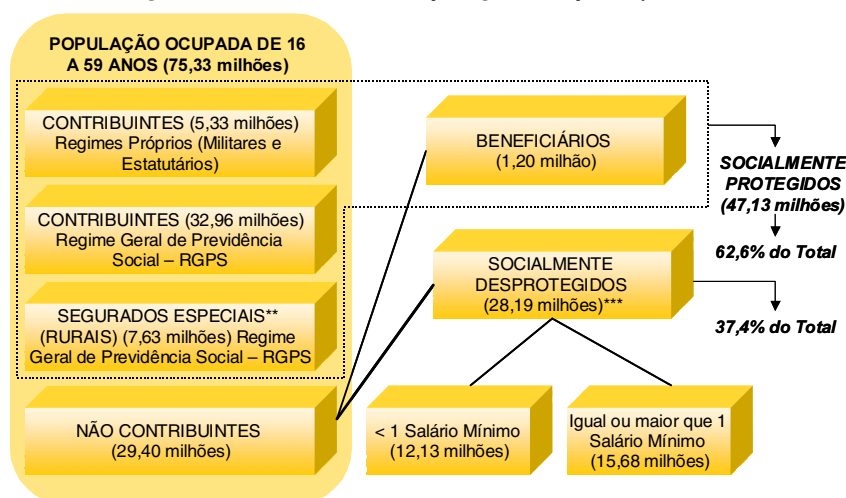 POPULAÇÃO OCUPADA DE 16
A 59 ANOS (75,33 milhões)
CONTRIBUINTES (5,33 milhões)
Regimes Próprios (Militares e
Estatutários)
CONTRIBUINTES (32,96 milhões)
Regime Geral de Previdência
Social – RGPS
SEGURADOS ESPECIAIS**
(RURAIS) (7,63 milhões) Regime
Geral de Previdência Social – RGPS
NÃO CONTRIBUINTES
(29,40 milhões)
BENEFICIÁRIOS
(1,20 milhão)
SOCIALMENTE
DESPROTEGIDOS
(28,19 milhões)***
< 1 Salário Mínimo
(12,13 milhões)
Igual ou maior que 1
Salário Mínimo
(15,68 milhões)
SOCIALMENTE
PROTEGIDOS
(47,13 milhões)
62,6% do Total
37,4% do Total